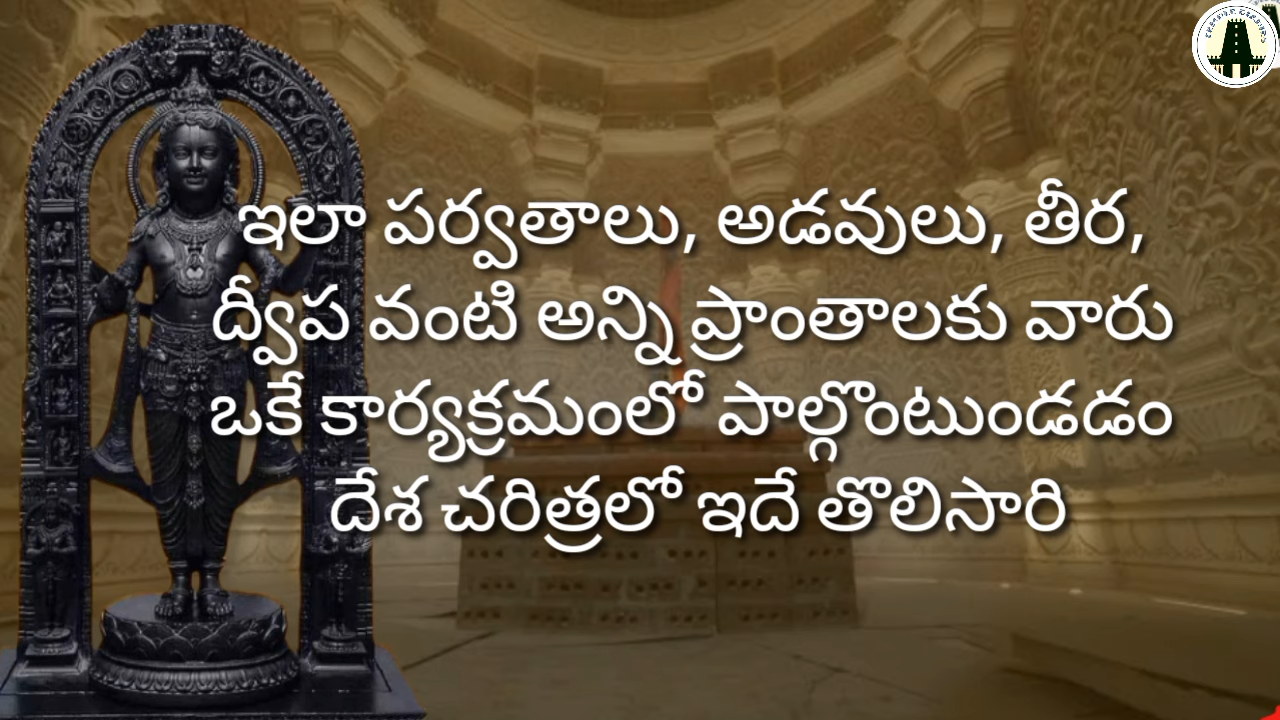 ఇలా పర్వతాలు, అడవులు, తీర,
ద్వీప వంటి అన్ని ప్రాంతాలకు వారు
ఒకే కార్యక్రమంలో పాల్గొంటుండడం
దేశ చరిత్రలో ఇదే తొలిసారి